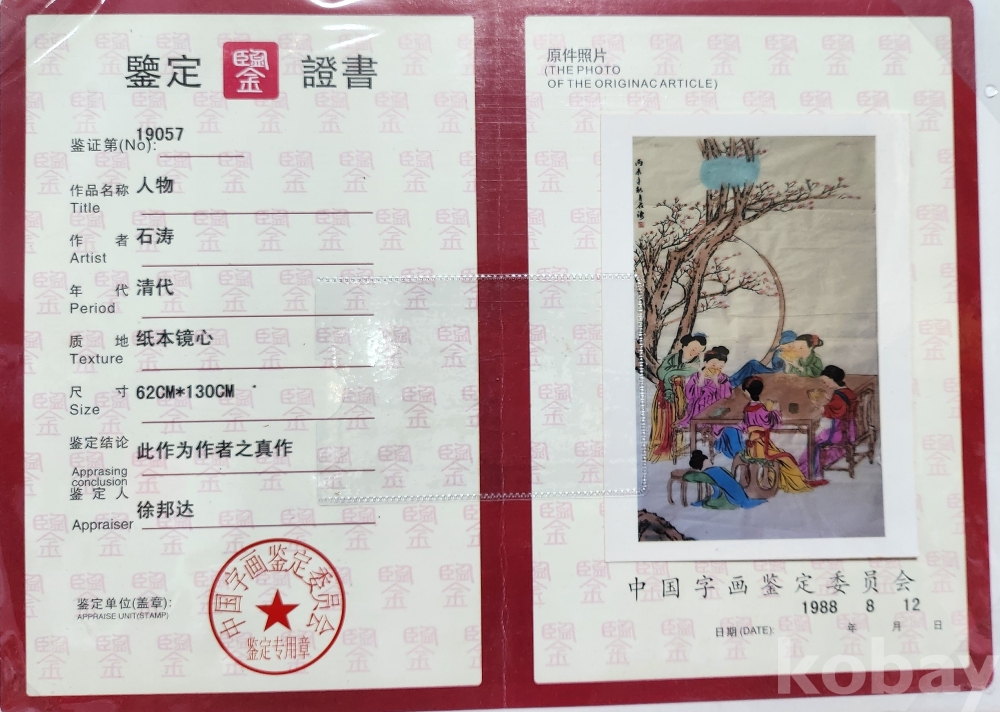 鑒定 鑑 證書
鉴证第(No): 19057
作品名称 人物
Title
作者 石涛
Artist
年代 清代
Period
质地 纸本镜心
Texture
尺寸 62CM*130CM
Size
鉴定结论 此作为作者之真作
Apprasing
conclusion
鉴定人 徐邦达
Appraiser
鉴定单位(盖章):
APPRAISE UNIT(STAMP)
中国字画鉴定委员会
鉴定专用章
原件照片
(THE PHOTO
OF THE ORIGINAC ARTICLE)
中国字画鉴定委员会
1988 8 12
日期(DATE): 年 月 日
kobay